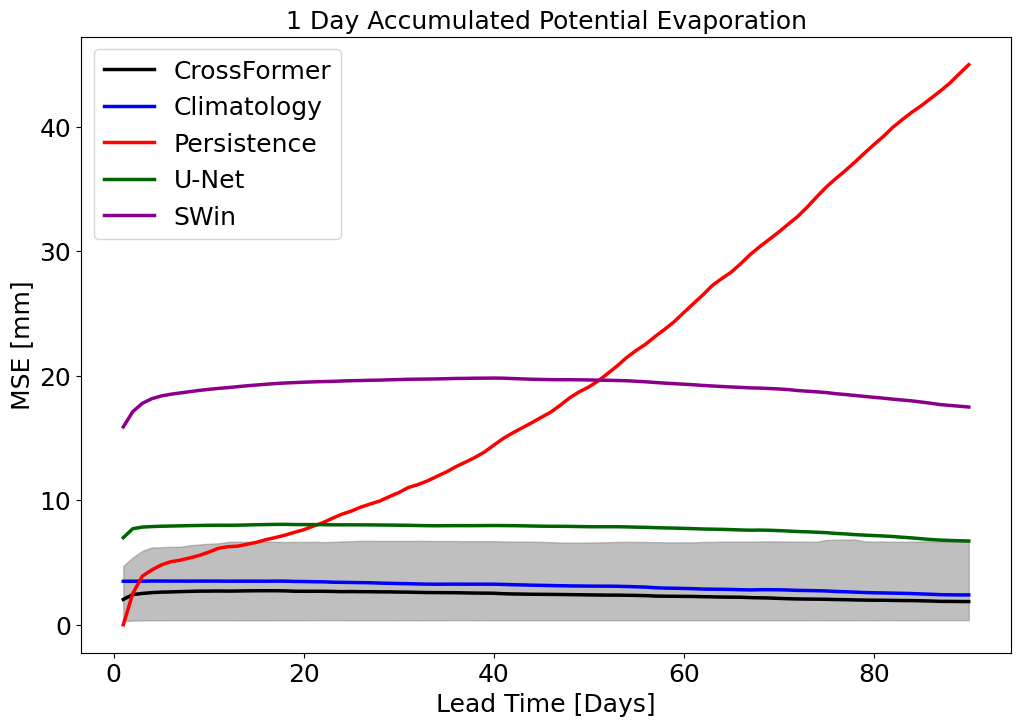 1 Day Accumulated Potential Evaporation
CrossFormer
Climatology
Persistence
U-Net
SWin
MSE [mm]
40
30
20
10
0
0 20 40 60 80
Lead Time [Days]